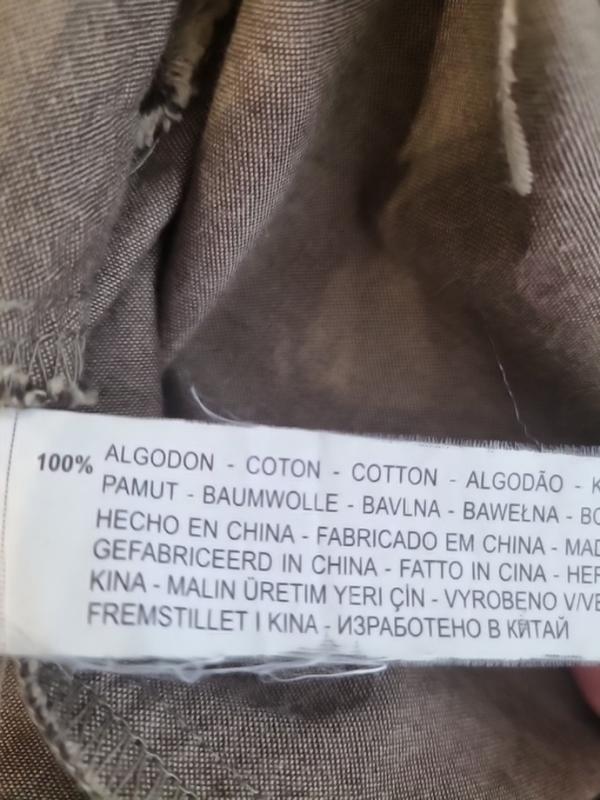 100% ALGODON - COTON - COTTON - ALGODÃO -
PAMUT - BAUMWOLLE - BAVLNA - BAWEŁNA -
HECHO EN CHINA - FABRICADO EM CHINA -
GEFABRICEERD IN CHINA - FATTO IN CINA -
KINA - MALIN ÜRETIM YERI ÇİN - VYROBENO
FREMSTILLET I KINA - ИЗРАБОТЕНО В КИТАЙ